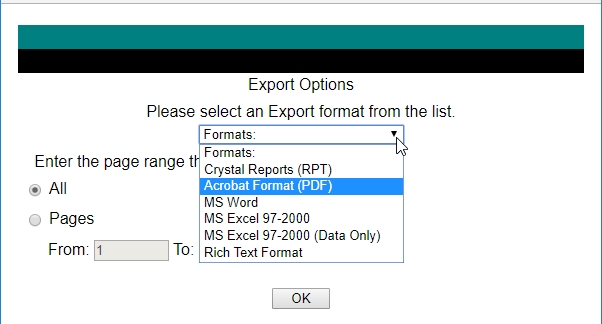 Export Options
Please select an Export format from the list.
Formats:
Formats:
Crystal Reports (RPT)
Acrobat Format (PDF)
MS Word
MS Excel 97-2000
MS Excel 97-2000 (Data Only)
Rich Text Format
Enter the page range
All
Pages
From: 1 To:
OK